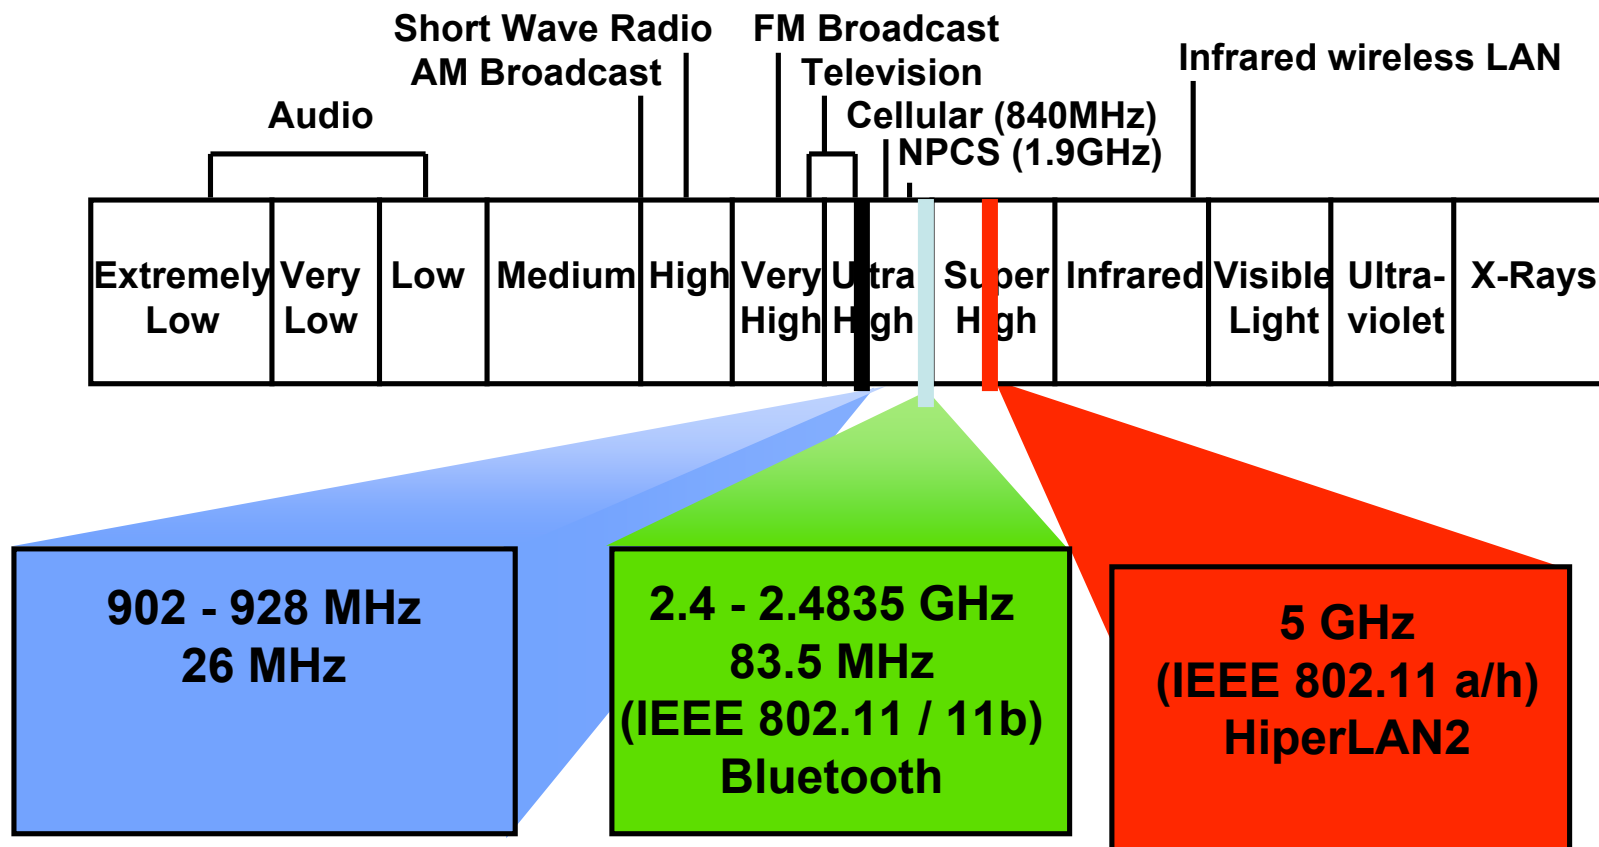 Short Wave Radio
FM Broadcast
AM Broadcast
Television
Infrared wireless LAN
Audio
Cellular (840MHz)
NPCS (1.9GHz)
Extremely
Low
Very
Low
Low
Medium
High
Very
High
Ultra
High
Super
High
Infrared
Visible
Light
Ultra-
violet
X-Rays
902 - 928 MHz
26 MHz
2.4 - 2.4835 GHz
83.5 MHz
(IEEE 802.11 / 11b)
Bluetooth
5 GHz
(IEEE 802.11 a/h)
HiperLAN2